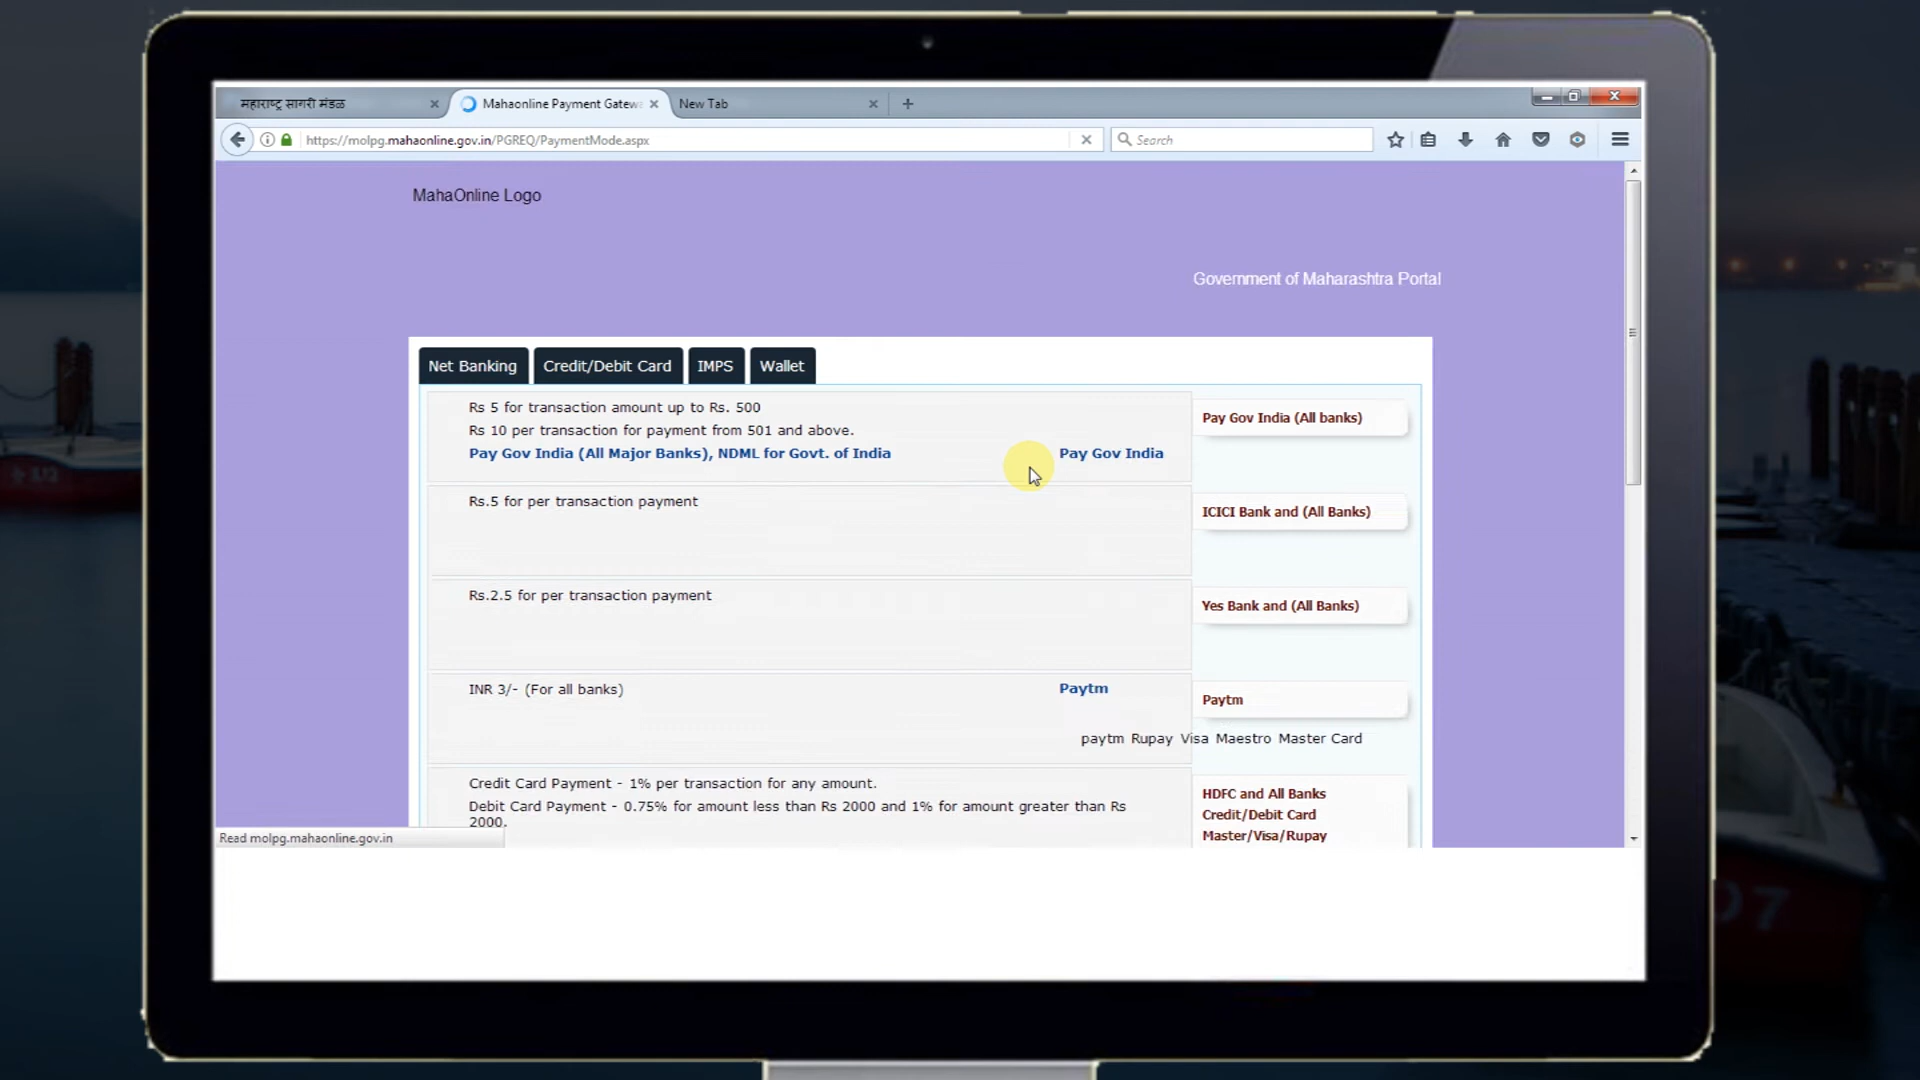 महाराष्ट्र सागरी मंडळ
Mahaonline Payment Gatew
New Tab
https://molpg.mahaonline.gov.in/PGREQ/PaymentMode.aspx
Search
MahaOnline Logo
Government of Maharashtra Portal
Net Banking
Credit/Debit Card
IMPS
Wallet
Rs 5 for transaction amount up to Rs. 500
Rs 10 per transaction for payment from 501 and above.
Pay Gov India (All Major Banks), NDML for Govt. of India
Pay Gov India
Pay Gov India (All banks)
Rs.5 for per transaction payment
ICICI Bank and (All Banks)
Rs.2.5 for per transaction payment
Yes Bank and (All Banks)
INR 3/- (For all banks)
Paytm
Paytm
paytm Rupay Visa Maestro Master Card
Credit Card Payment - 1% per transaction for any amount.
Debit Card Payment - 0.75% for amount less than Rs 2000 and 1% for amount greater than Rs
2000.
HDFC and All Banks
Credit/Debit Card
Master/Visa/Rupay
Read molpg.mahaonline.gov.in